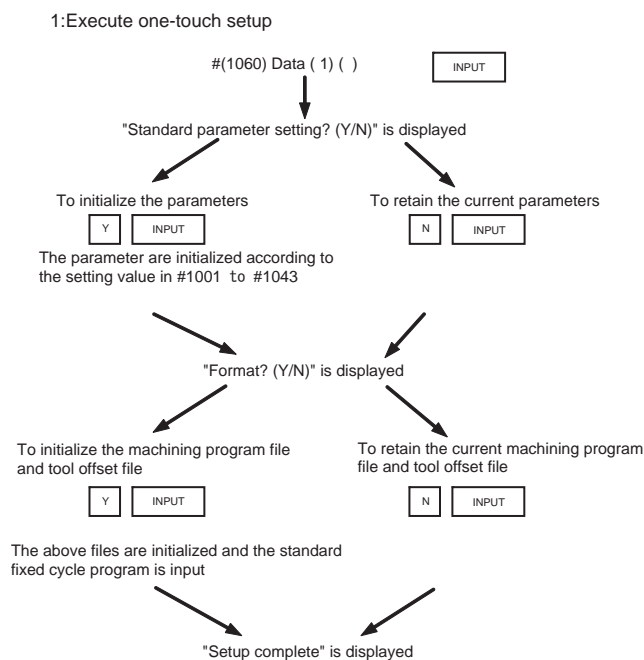 1:Execute one-touch setup
#(1060) Data ( 1) ( )
INPUT
"Standard parameter setting? (Y/N)" is displayed
To initialize the parameters
To retain the current parameters
Y
INPUT
N
INPUT
The parameter are initialized according to
the setting value in #1001 to #1043
"Format? (Y/N)" is displayed
To initialize the machining program file
and tool offset file
To retain the current machining program
file and tool offset file
Y
INPUT
N
INPUT
The above files are initialized and the standard
fixed cycle program is input
"Setup complete" is displayed